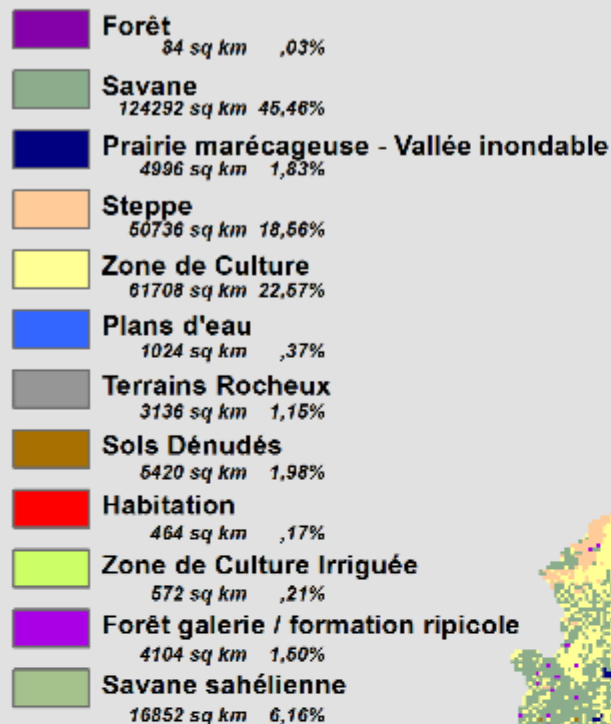 Forêt
84 sq km ,03%
Savane
124292 sq km 45,46%
Prairie marécageuse - Vallée inondable
4996 sq km 1,83%
Steppe
50736 sq km 18,56%
Zone de Culture
61708 sq km 22,57%
Plans d'eau
1024 sq km ,37%
Terrains Rocheux
3136 sq km 1,15%
Sols Dénudés
5420 sq km 1,98%
Habitation
464 sq km ,17%
Zone de Culture Irriguée
572 sq km ,21%
Forêt galerie / formation ripicole
4104 sq km 1,50%
Savane sahélienne
16852 sq km 6,16%